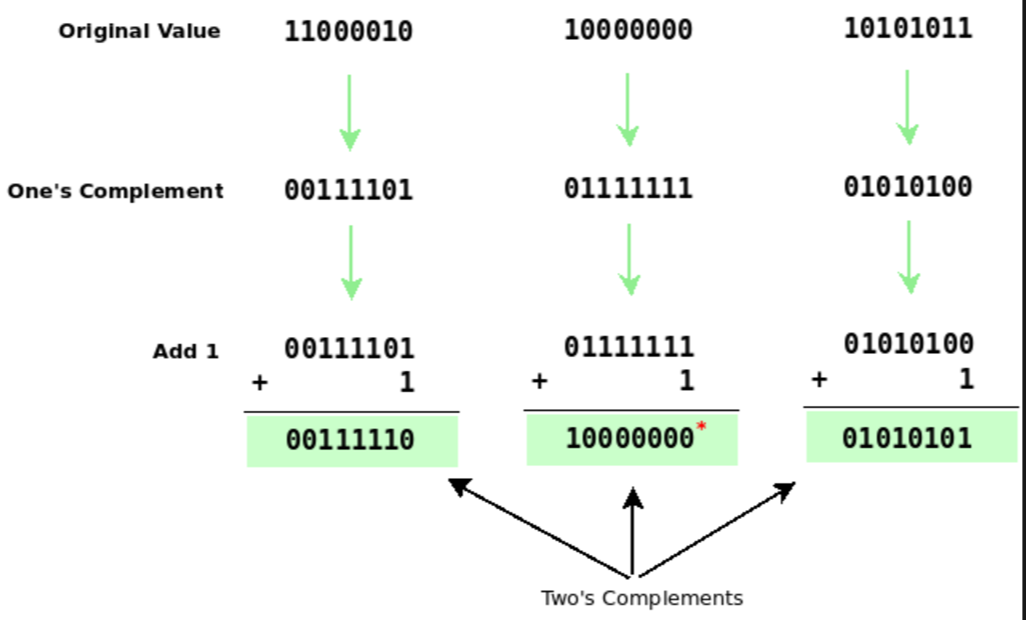 Original Value 11000010 10000000 10101011
One's Complement 00111101 01111111 01010100
Add 1 00111101 01111111 01010100
+ 1 + 1 + 1
00111110 10000000* 01010101
Two's Complements